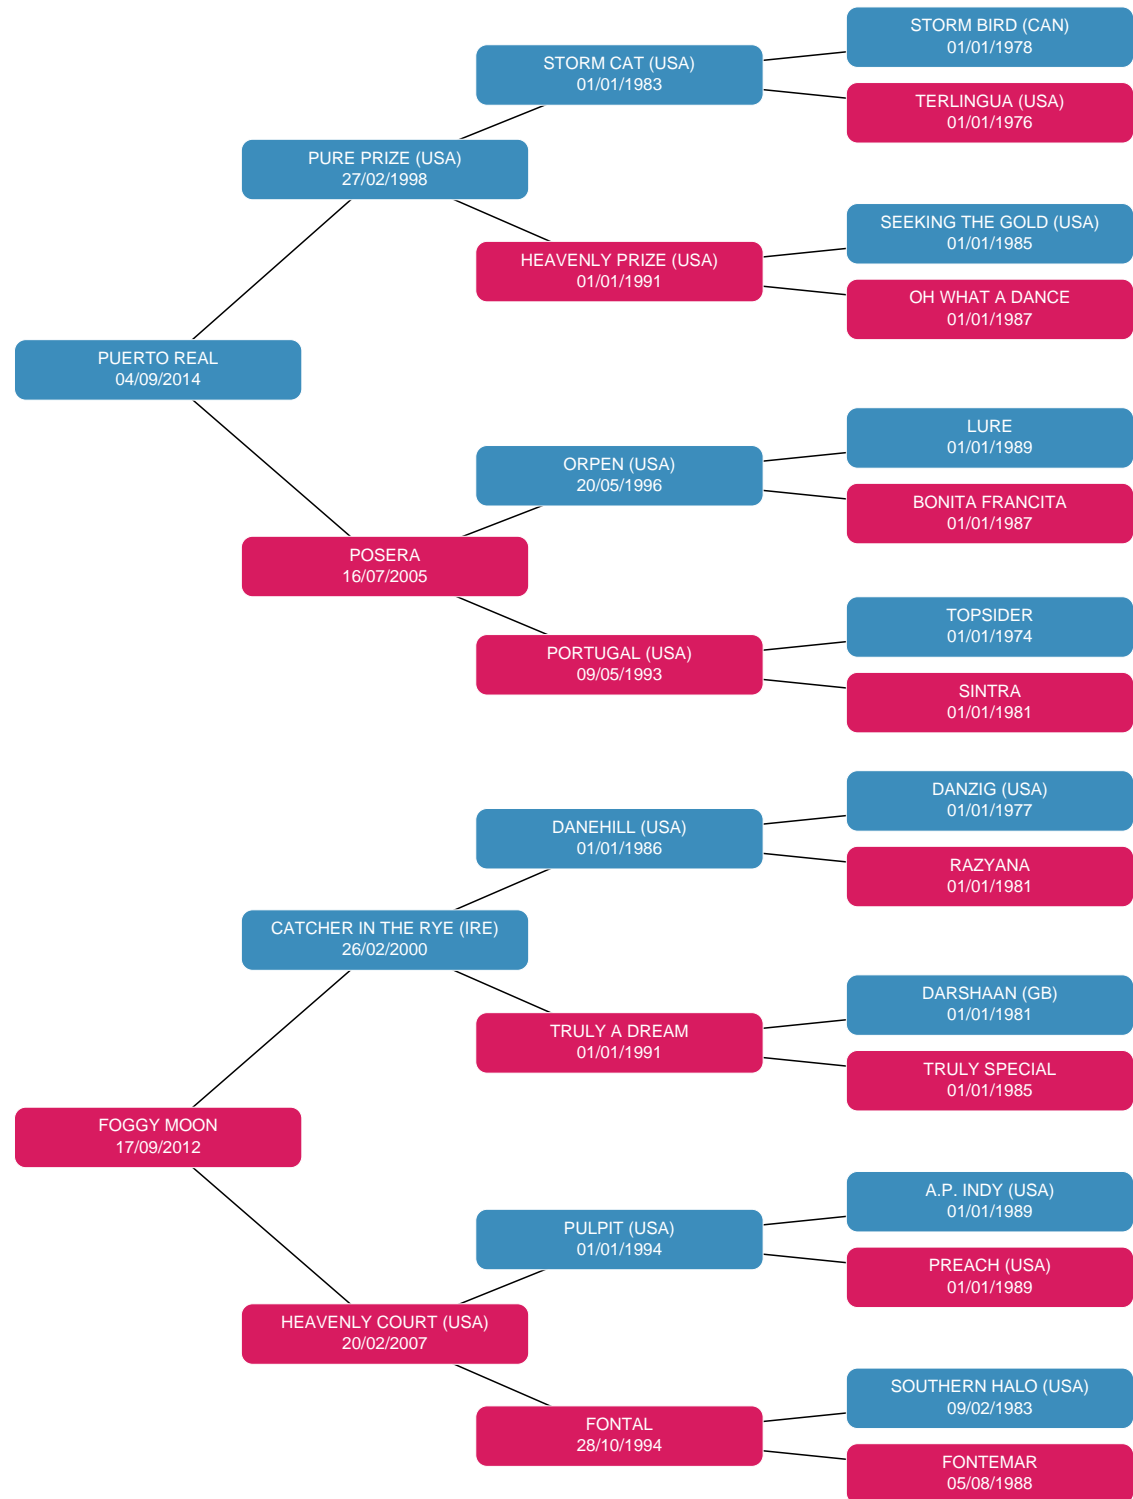 STORM BIRD (CAN)
01/01/1978
STORM CAT (USA)
01/01/1983
TERLINGUA (USA)
01/01/1976
PURE PRIZE (USA)
27/02/1998
SEEKING THE GOLD (USA)
01/01/1985
HEAVENLY PRIZE (USA)
01/01/1991
OH WHAT A DANCE
01/01/1987
PUERTO REAL
04/09/2014
LURE
01/01/1989
ORPEN (USA)
20/05/1996
BONITA FRANCITA
01/01/1987
POSERA
16/07/2005
TOPSIDER
01/01/1974
PORTUGAL (USA)
09/05/1993
SINTRA
01/01/1981
DANZIG (USA)
01/01/1977
DANEHILL (USA)
01/01/1986
RAZYANA
01/01/1981
CATCHER IN THE RYE (IRE)
26/02/2000
DARSHAAN (GB)
01/01/1981
TRULY A DREAM
01/01/1991
TRULY SPECIAL
01/01/1985
FOGGY MOON
17/09/2012
A.P. INDY (USA)
01/01/1989
PULPIT (USA)
01/01/1994
PREACH (USA)
01/01/1989
HEAVENLY COURT (USA)
20/02/2007
SOUTHERN HALO (USA)
09/02/1983
FONTAL
28/10/1994
FONTEMAR
05/08/1988